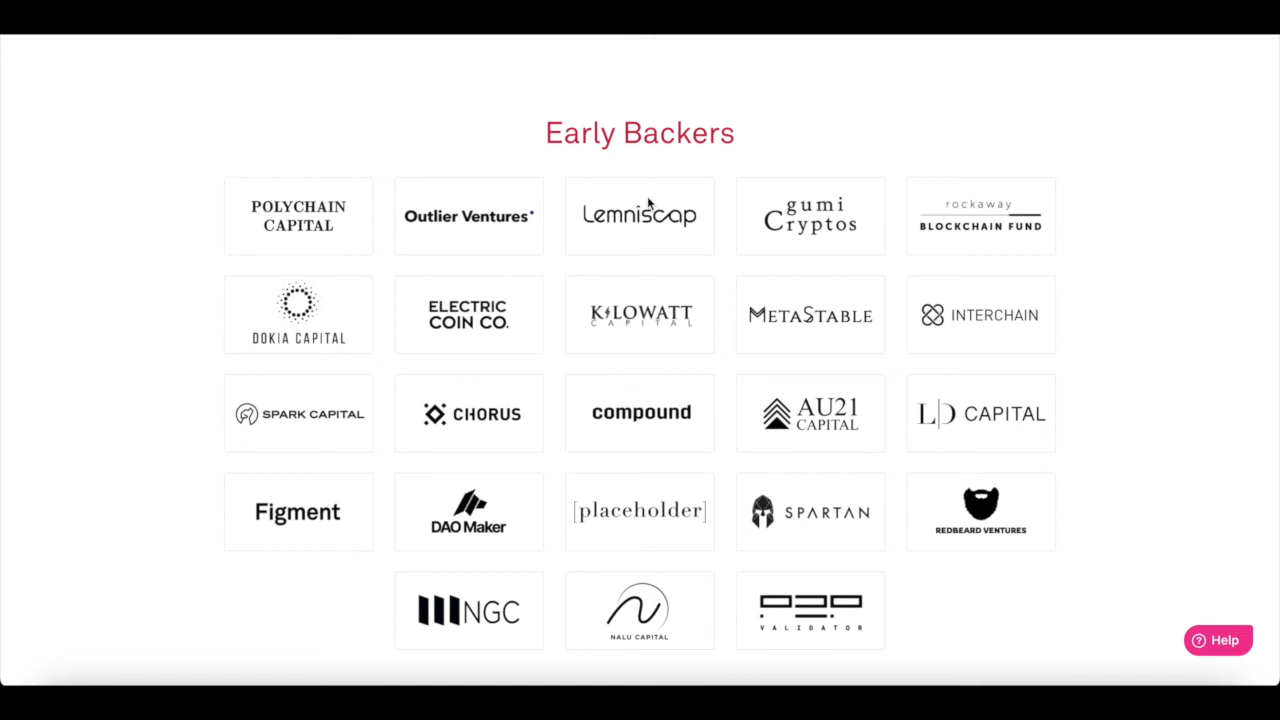 Early Backers
POLYCHAIN
CAPITAL
Outlier Ventures
Lemniscap
gumi
Cryptos
rockaway
BLOCKCHAIN FUND
DOKIA CAPITAL
ELECTRIC
COIN CO.
KILOWATT
CAPITAL
METASTABLE
INTERCHAIN
SPARK CAPITAL
CHORUS
compound
AU21
CAPITAL
L|D CAPITAL
Figment
DAO Maker
[placeholder]
SPARTAN
REDBEARD VENTURES
NGC
NALU CAPITAL
P2P
VALIDATOR
Help